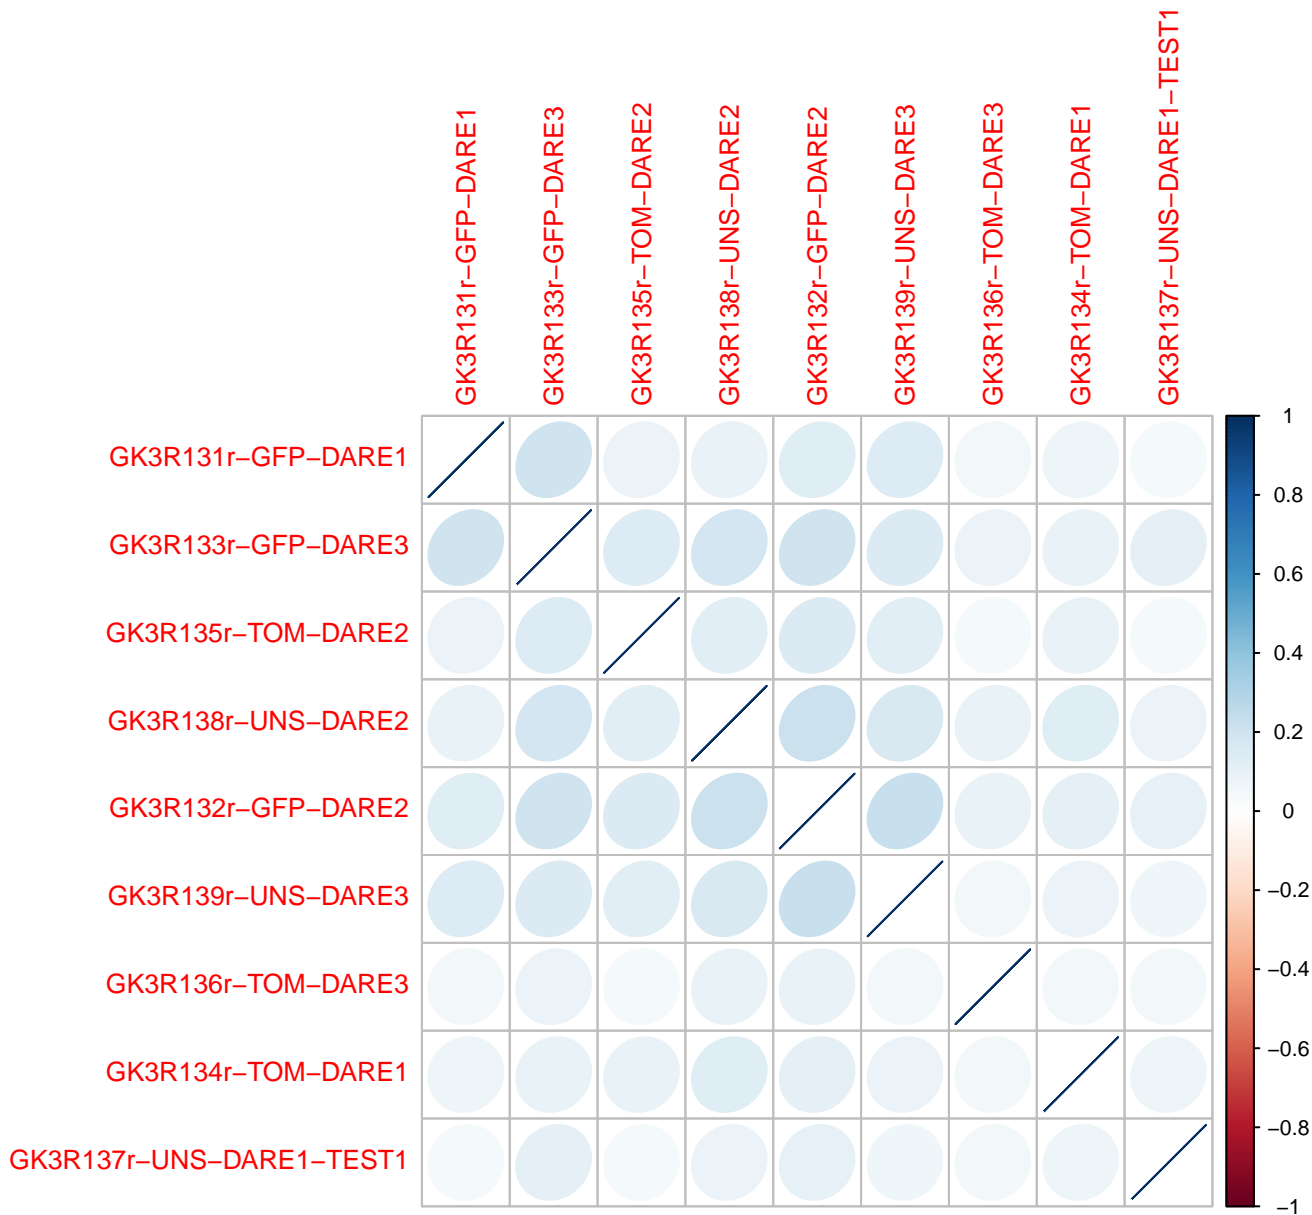 GK3R131r−GFP−DARE1
GK3R133r−GFP−DARE3
GK3R135r−TOM−DARE2
GK3R138r−UNS−DARE2
GK3R132r−GFP−DARE2
GK3R139r−UNS−DARE3
GK3R136r−TOM−DARE3
GK3R134r−TOM−DARE1
GK3R137r−UNS−DARE1−TEST1
GK3R131r−GFP−DARE1
GK3R133r−GFP−DARE3
GK3R135r−TOM−DARE2
GK3R138r−UNS−DARE2
GK3R132r−GFP−DARE2
GK3R139r−UNS−DARE3
GK3R136r−TOM−DARE3
GK3R134r−TOM−DARE1
GK3R137r−UNS−DARE1−TEST1
1
0.8
0.6
0.4
0.2
0
−0.2
−0.4
−0.6
−0.8
−1